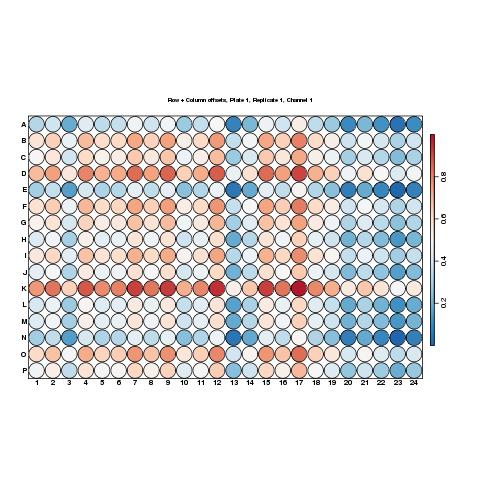 Row + Column offsets, Plate 1, Replicate 1, Channel 1
A
B
C
D
E
F
G
H
I
J
K
L
M
N
O
P
1 2 3 4 5 6 7 8 9 10 11 12 13 14 15 16 17 18 19 20 21 22 23 24
0.8
0.6
0.4
0.2